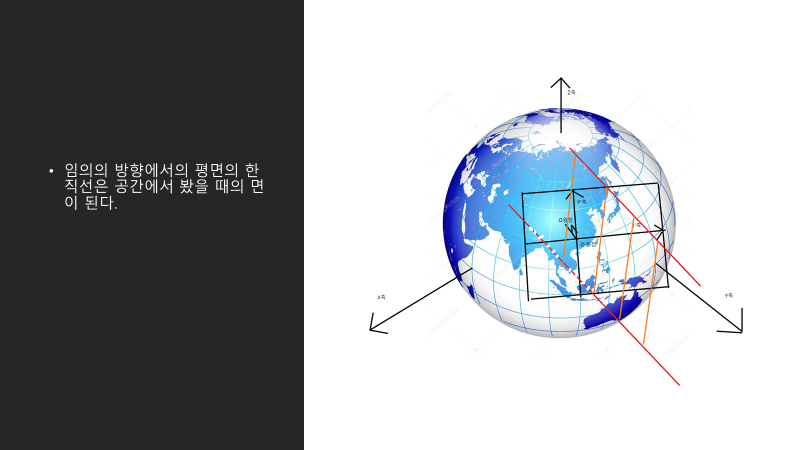 • 임의의 방향에서의 평면의 한
직선은 공간에서 봤을 때의 면
이 된다.
Z축
Y'축
X축
Y축